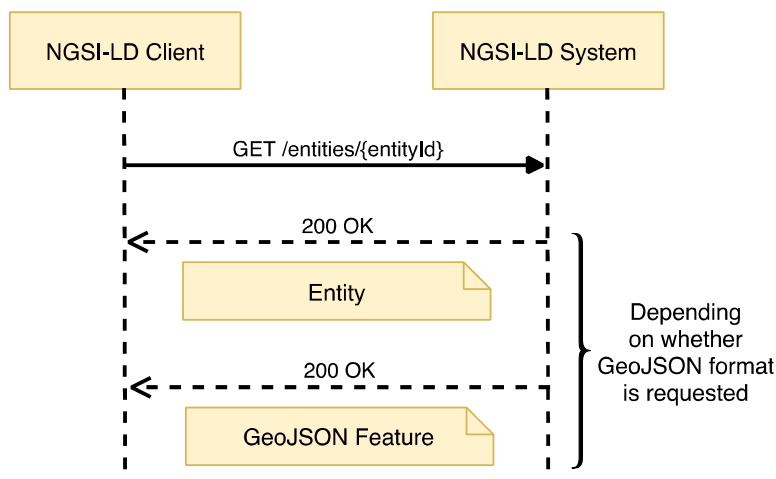 NGSI-LD Client
NGSI-LD System
GET /entities/{entityId}
200 OK
Entity
Depending
on whether
GeoJSON format
is requested
200 OK
GeoJSON Feature